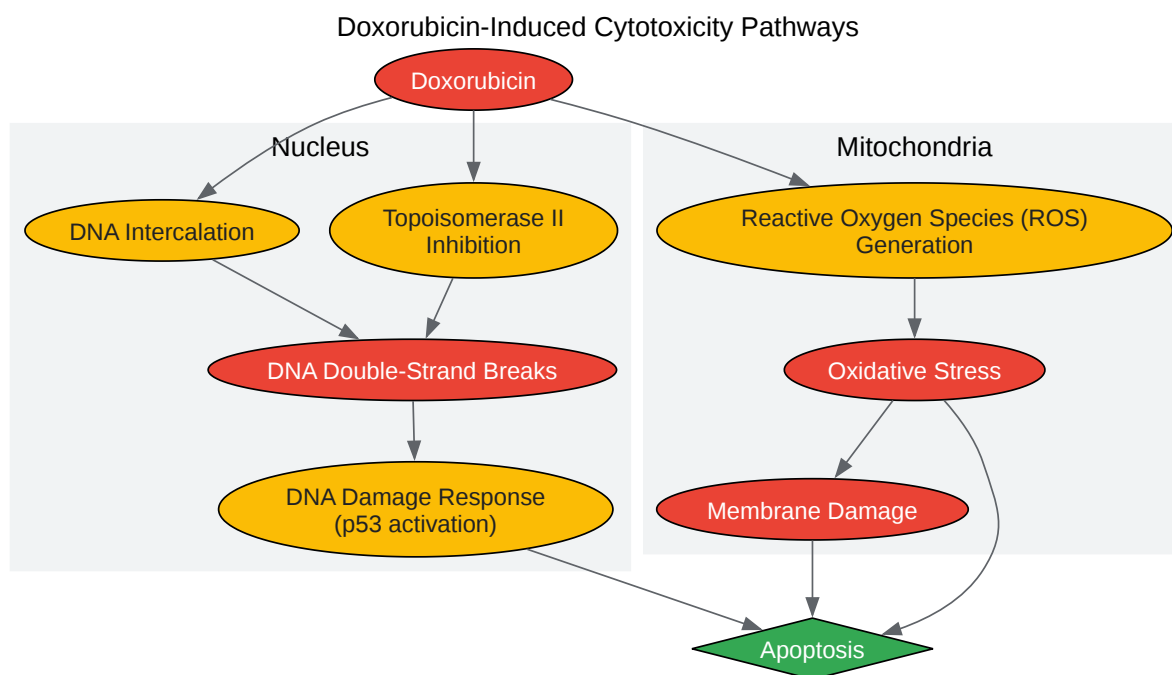 Doxorubicin-Induced Cytotoxicity Pathways
Doxorubicin
Nucleus
Mitochondria
DNA Intercalation
Topoisomerase II
Inhibition
Reactive Oxygen Species (ROS)
Generation
DNA Double-Strand Breaks
Oxidative Stress
DNA Damage Response
(p53 activation)
Membrane Damage
Apoptosis